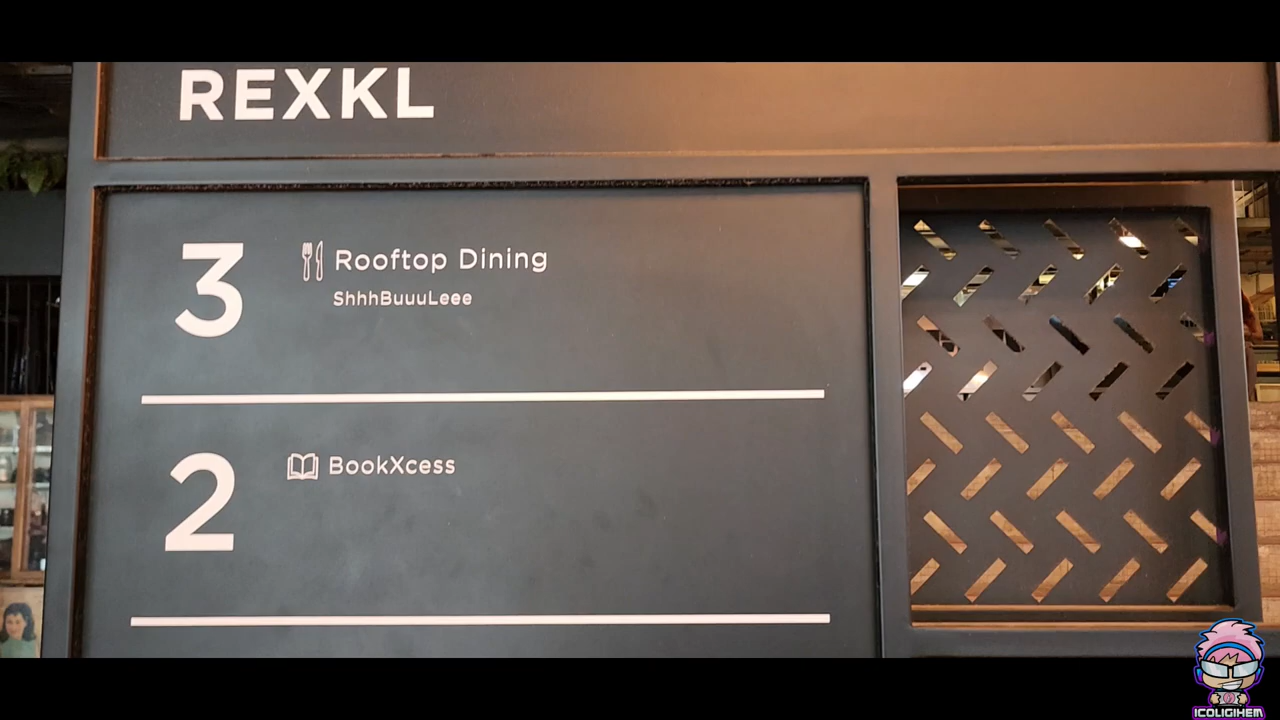 REXKL
3
Rooftop Dining
ShhhBuuuLeee
2
BookXcess
ICOLIGIHEM